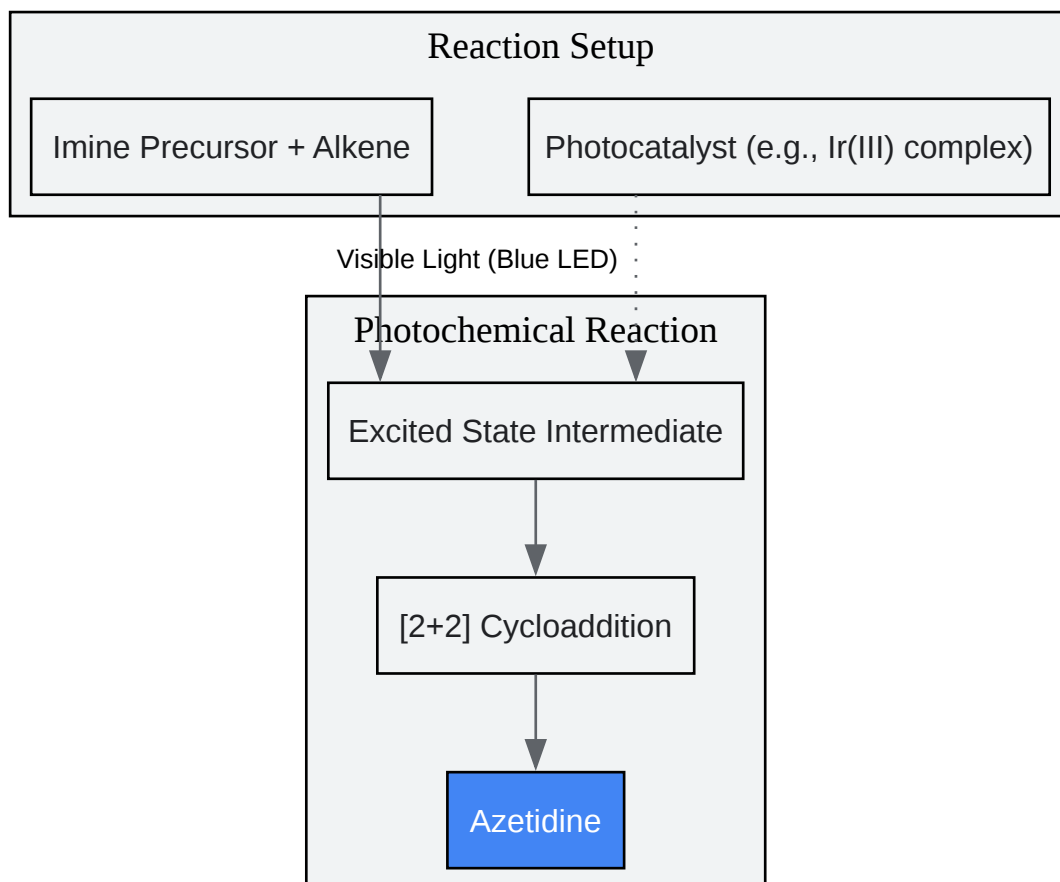 Reaction Setup
Imine Precursor + Alkene
Photocatalyst (e.g., Ir(III) complex)
Visible Light (Blue LED)
Photochemical Reaction
Excited State Intermediate
[2+2] Cycloaddition
Azetidine